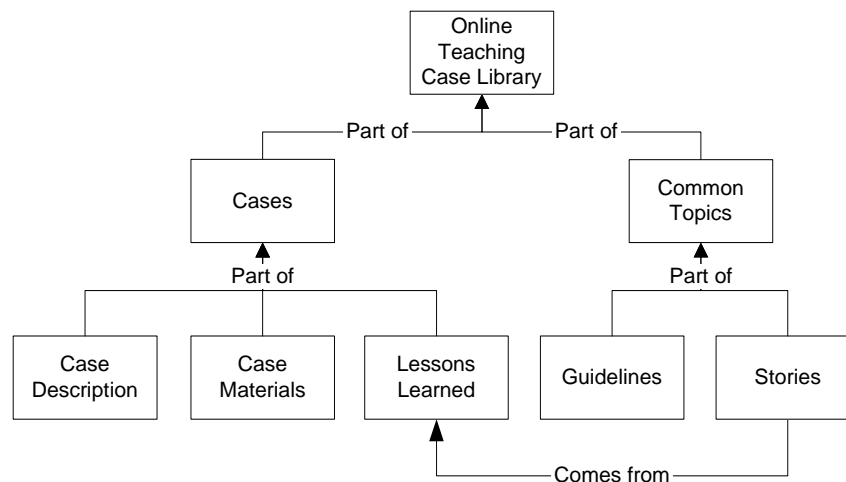 Online
Teaching
Case Library
Part of
Part of
Cases
Common
Topics
Part of
Part of
Case
Description
Case
Materials
Lessons
Learned
Guidelines
Stories
Comes from